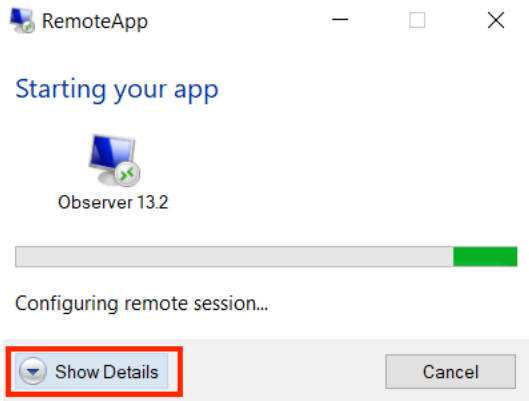 RemoteApp
Starting your app
Observer 13.2
Configuring remote session...
Show Details
Cancel